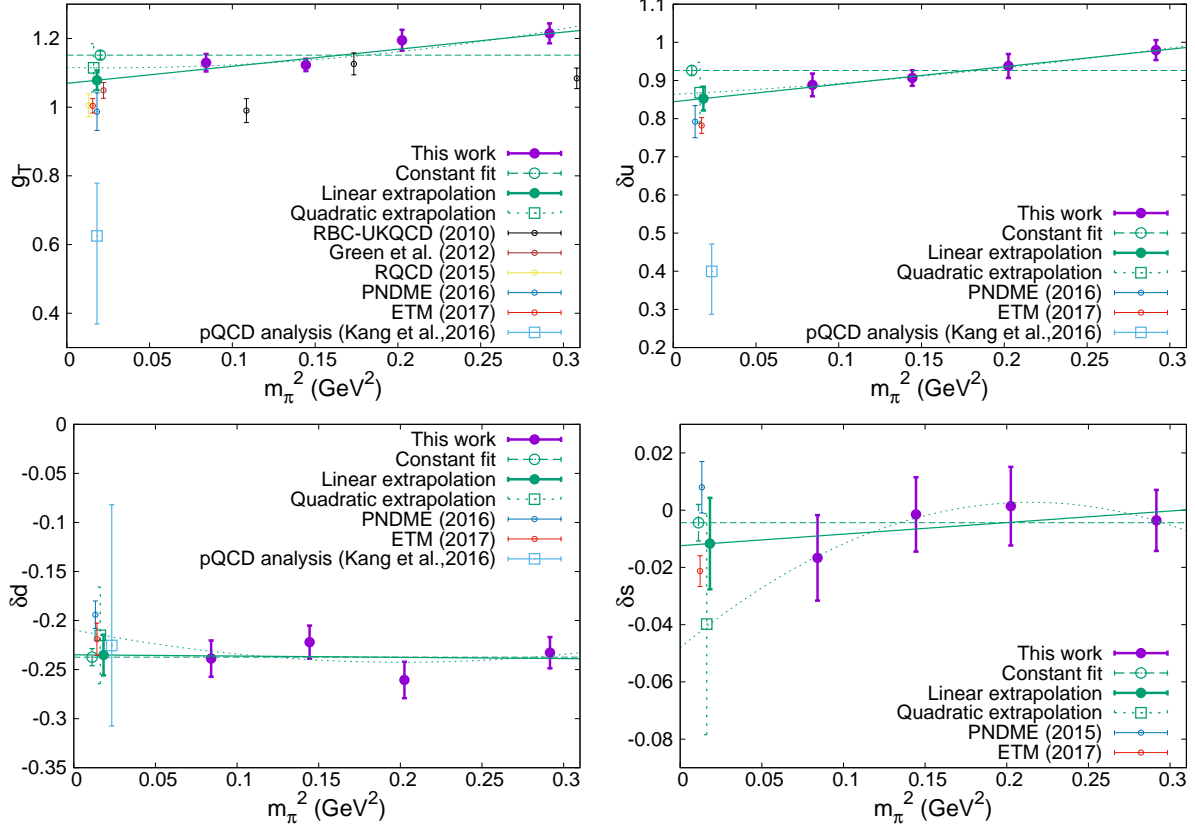 g_T
1.2
1
0.8
0.6
0.4
This work
Constant fit
Linear extrapolation
Quadratic extrapolation
RBC-UKQCD (2010)
Green et al. (2012)
RQCD (2015)
PNDME (2016)
ETM (2017)
pQCD analysis (Kang et al.,2016)
0 0.05 0.1 0.15 0.2 0.25 0.3
m_π^2 (GeV^2)
δu
1.1
1
0.9
0.8
0.7
0.6
0.5
0.4
0.3
0.2
This work
Constant fit
Linear extrapolation
Quadratic extrapolation
PNDME (2016)
ETM (2017)
pQCD analysis (Kang et al.,2016)
0 0.05 0.1 0.15 0.2 0.25 0.3
m_π^2 (GeV^2)
δd
0
-0.05
-0.1
-0.15
-0.2
-0.25
-0.3
-0.35
This work
Constant fit
Linear extrapolation
Quadratic extrapolation
PNDME (2016)
ETM (2017)
pQCD analysis (Kang et al.,2016)
0 0.05 0.1 0.15 0.2 0.25 0.3
m_π^2 (GeV^2)
δs
0.02
0
-0.02
-0.04
-0.06
-0.08
This work
Constant fit
Linear extrapolation
Quadratic extrapolation
PNDME (2015)
ETM (2017)
0 0.05 0.1 0.15 0.2 0.25 0.3
m_π^2 (GeV^2)